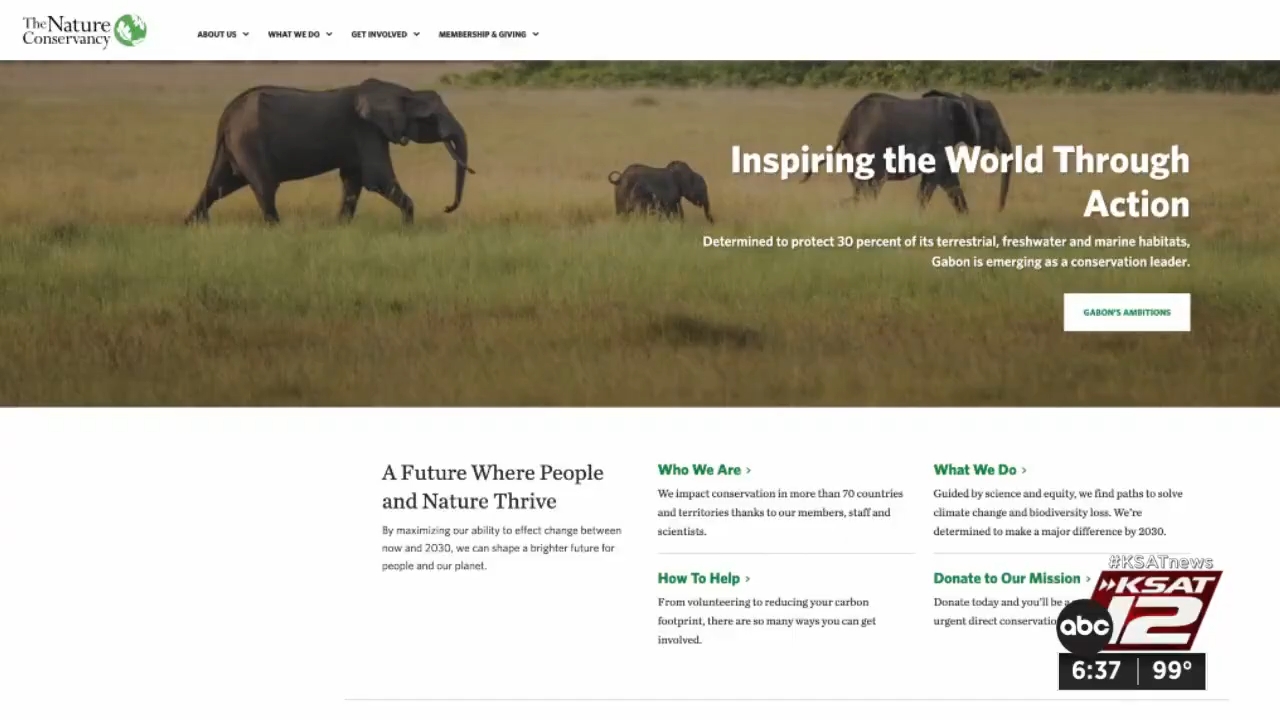 The Nature
Conservancy
ABOUT US
WHAT WE DO
GET INVOLVED
MEMBERSHIP & GIVING
Inspiring the World Through
Action
Determined to protect 30 percent of its terrestrial, freshwater and marine habitats,
Gabon is emerging as a conservation leader.
GABON'S AMBITIONS
A Future Where People
and Nature Thrive
By maximizing our ability to effect change between
now and 2030, we can shape a brighter future for
people and our planet.
Who We Are ›
We impact conservation in more than 70 countries
and territories thanks to our members, staff and
scientists.
What We Do ›
Guided by science and equity, we find paths to solve
climate change and biodiversity loss. We're
determined to make a major difference by 2030.
How To Help ›
From volunteering to reducing your carbon
footprint, there are so many ways you can get
involved.
Donate to Our Mission ›
Donate today and you'll be a
urgent direct
#KSATnews
KSAT
12
abc
6:37 | 99°